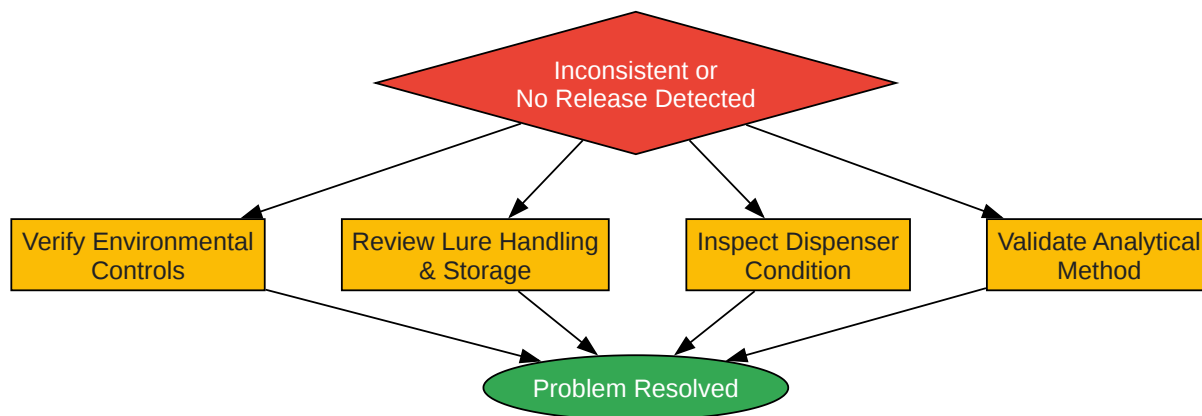 Inconsistent or
No Release Detected
Verify Environmental
Controls
Review Lure Handling
& Storage
Inspect Dispenser
Condition
Validate Analytical
Method
Problem Resolved